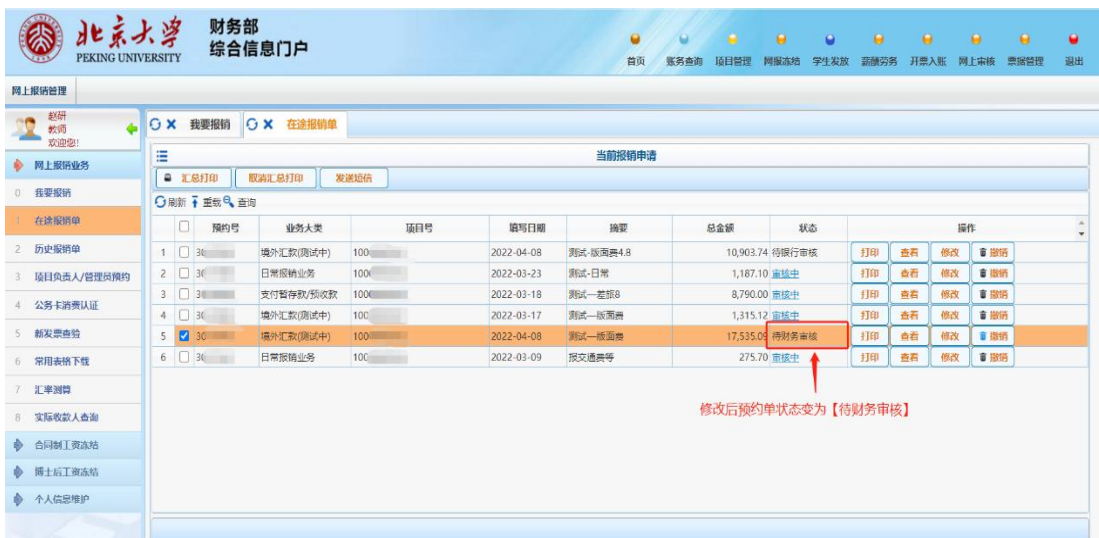 北京大学 财务部
PEKING UNIVERSITY 综合信息门户
首页 账务查询 项目管理 网报冻结 学生发放 薪酬劳务 开票入账 网上审核 票据管理 退出
网上报销管理
赵研
教师
欢迎您!
我要报销 在途报销单
网上报销业务
0 我要报销
1 在途报销单
2 历史报销单
3 项目负责人/管理员预约
4 公务卡消费认证
5 新发票查验
6 常用表格下载
7 汇率测算
8 实际收款人查询
合同制工资冻结
博士后工资冻结
个人信息维护
当前报销申请
汇总打印 取消汇总打印 发送短信
刷新 重载 查询
预约号 业务大类 项目号 填写日期 摘要 总金额 状态 操作
1 30 境外汇款(测试中) 100 2022-04-08 测试-版面费4.8 10,903.74 待银行审核 打印 查看 修改 撤销
2 30 日常报销业务 100 2022-03-23 测试-日常 1,187.10 审核中 打印 查看 修改 撤销
3 30 支付暂存款/预收款 100 2022-03-18 测试—差旅8 8,790.00 审核中 打印 查看 修改 撤销
4 30 境外汇款(测试中) 100 2022-03-17 测试—版面费 1,315.12 审核中 打印 查看 修改 撤销
5 30 境外汇款(测试中) 100 2022-04-08 测试—版面费 17,535.09 待财务审核 打印 查看 修改 撤销
6 30 日常报销业务 100 2022-03-09 报交通费等 275.70 审核中 打印 查看 修改 撤销
修改后预约单状态变为【待财务审核】